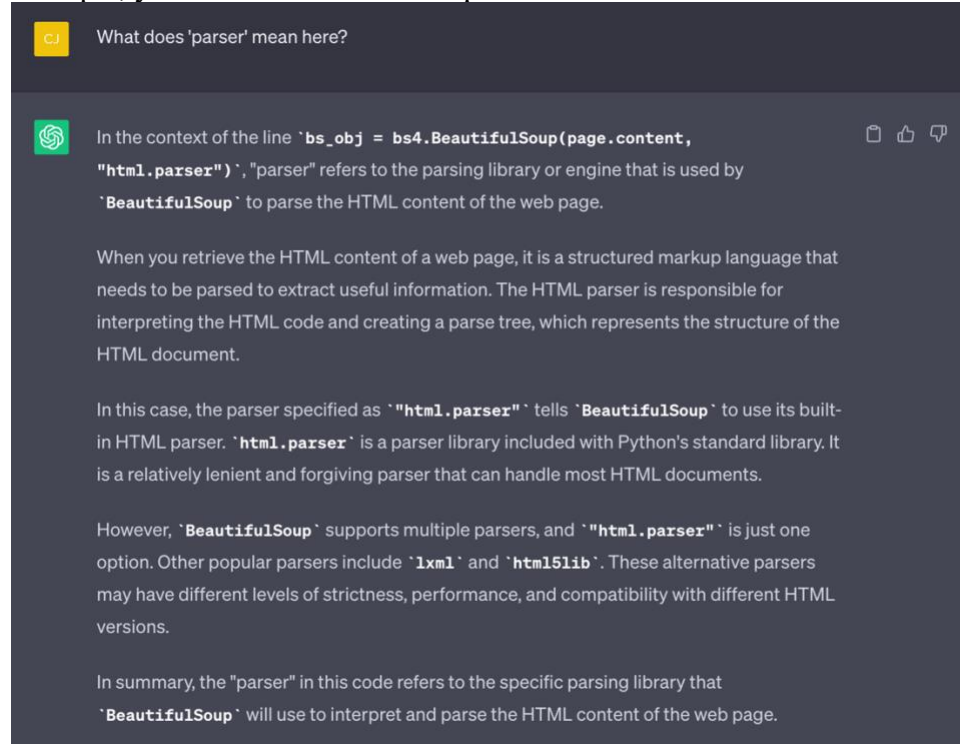 CJ
What does 'parser' mean here?
In the context of the line `bs_obj = bs4.BeautifulSoup(page.content,
"html.parser")`, "parser" refers to the parsing library or engine that is used by
`BeautifulSoup` to parse the HTML content of the web page.
When you retrieve the HTML content of a web page, it is a structured markup language that
needs to be parsed to extract useful information. The HTML parser is responsible for
interpreting the HTML code and creating a parse tree, which represents the structure of the
HTML document.
In this case, the parser specified as `"html.parser"` tells `BeautifulSoup` to use its built-
in HTML parser. `html.parser` is a parser library included with Python's standard library. It
is a relatively lenient and forgiving parser that can handle most HTML documents.
However, `BeautifulSoup` supports multiple parsers, and `"html.parser"` is just one
option. Other popular parsers include `lxml` and `html5lib`. These alternative parsers
may have different levels of strictness, performance, and compatibility with different HTML
versions.
In summary, the "parser" in this code refers to the specific parsing library that
`BeautifulSoup` will use to interpret and parse the HTML content of the web page.